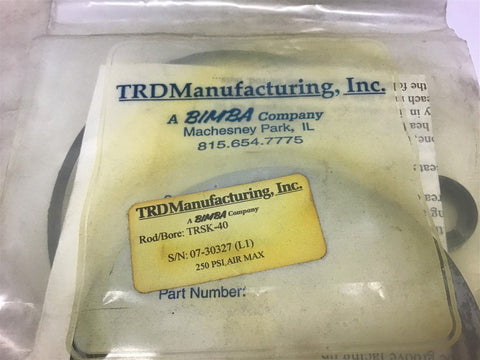 TRDManufacturing, Inc.
A BIMBA Company
Machesney Park, IL
815.654.7775
TRDManufacturing, Inc.
A BIMBA Company
Rod/Bore: TRSK-40
S/N: 07-30327 (L1)
250 PSI,AIR MAX
Part Number: